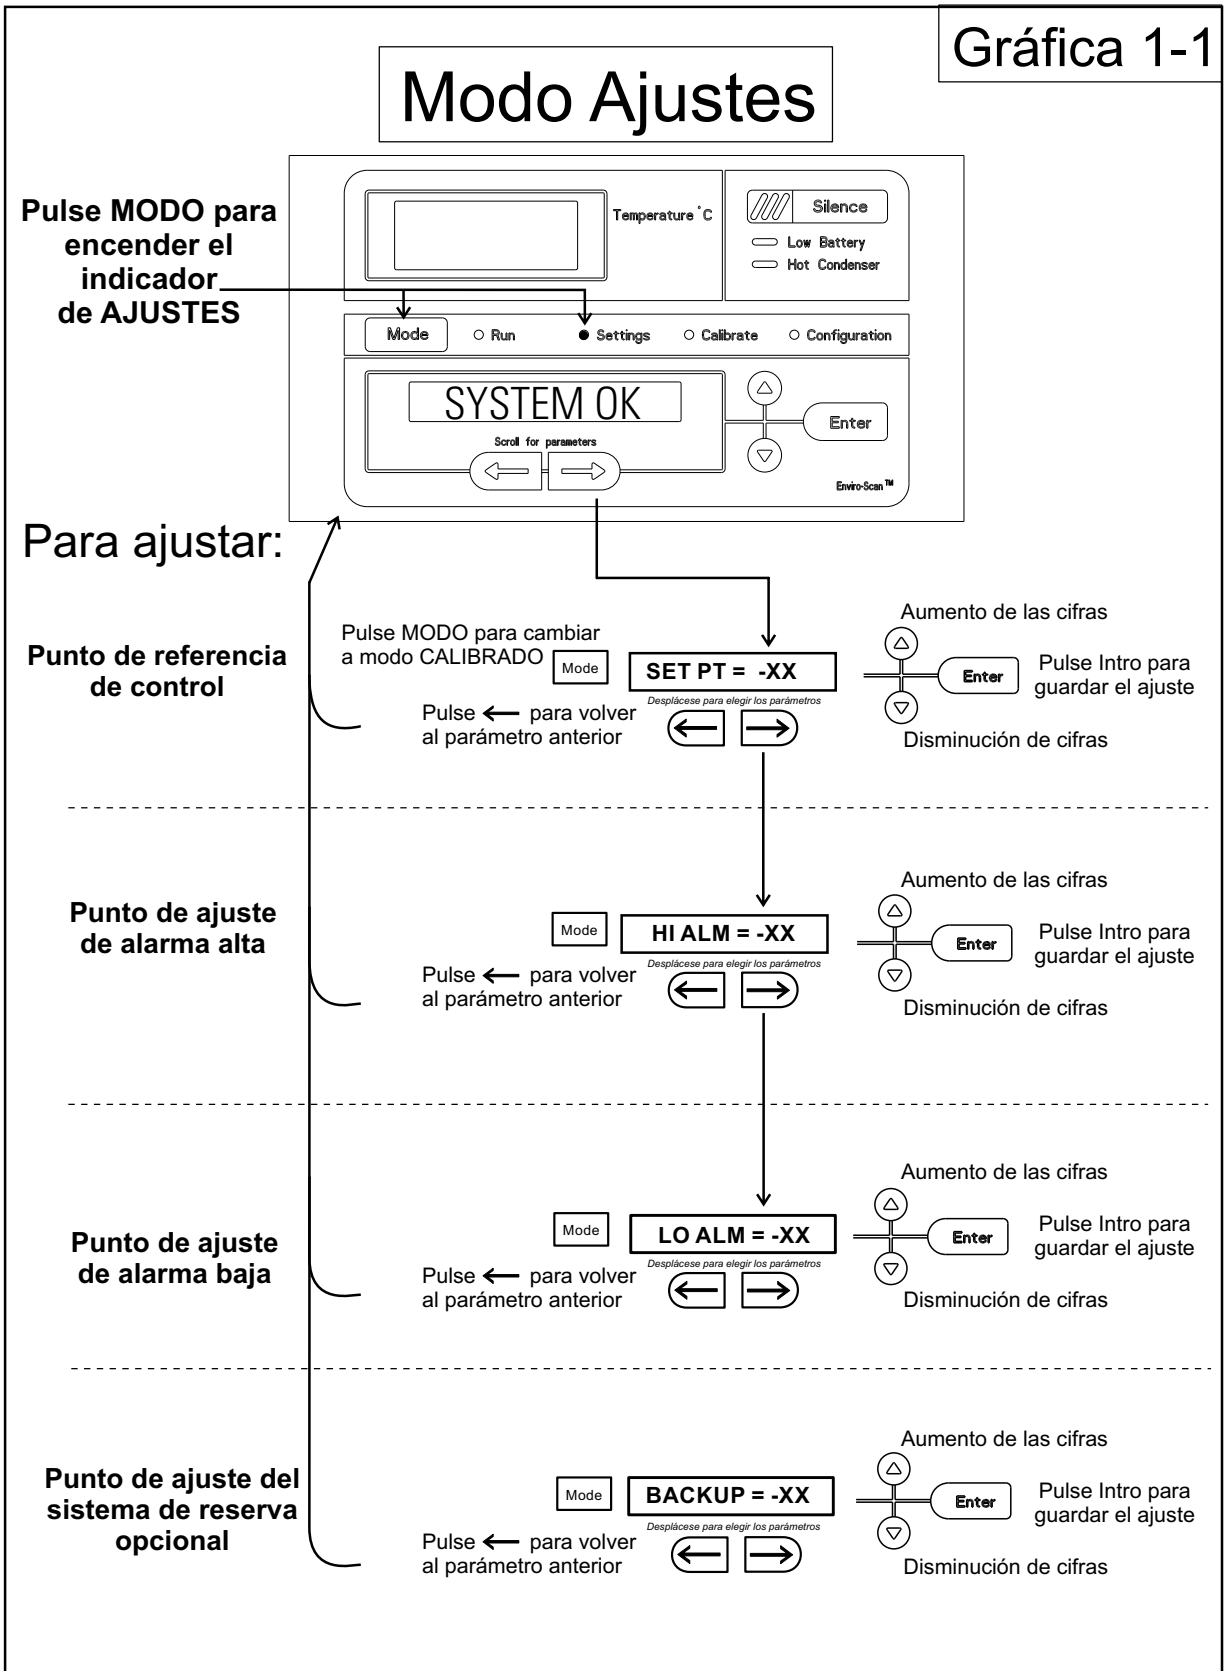 Gráfica 1-1
Modo Ajustes
Pulse MODO para
encender el
indicador
de AJUSTES
Temperature °C
Silence
Low Battery
Hot Condenser
Mode
Run
Settings
Calibrate
Configuration
SYSTEM OK
Scroll for parameters
Enter
Enviro-Scan™
Para ajustar:
Punto de referencia
de control
Pulse MODO para cambiar
a modo CALIBRADO
Mode
SET PT = -XX
Desplácese para elegir los parámetros
Pulse ← para volver
al parámetro anterior
Aumento de las cifras
Enter
Pulse Intro para
guardar el ajuste
Disminución de cifras
Punto de ajuste
de alarma alta
Mode
HI ALM = -XX
Desplácese para elegir los parámetros
Pulse ← para volver
al parámetro anterior
Aumento de las cifras
Enter
Pulse Intro para
guardar el ajuste
Disminución de cifras
Punto de ajuste
de alarma baja
Mode
LO ALM = -XX
Desplácese para elegir los parámetros
Pulse ← para volver
al parámetro anterior
Aumento de las cifras
Enter
Pulse Intro para
guardar el ajuste
Disminución de cifras
Punto de ajuste del
sistema de reserva
opcional
Mode
BACKUP = -XX
Desplácese para elegir los parámetros
Pulse ← para volver
al parámetro anterior
Aumento de las cifras
Enter
Pulse Intro para
guardar el ajuste
Disminución de cifras